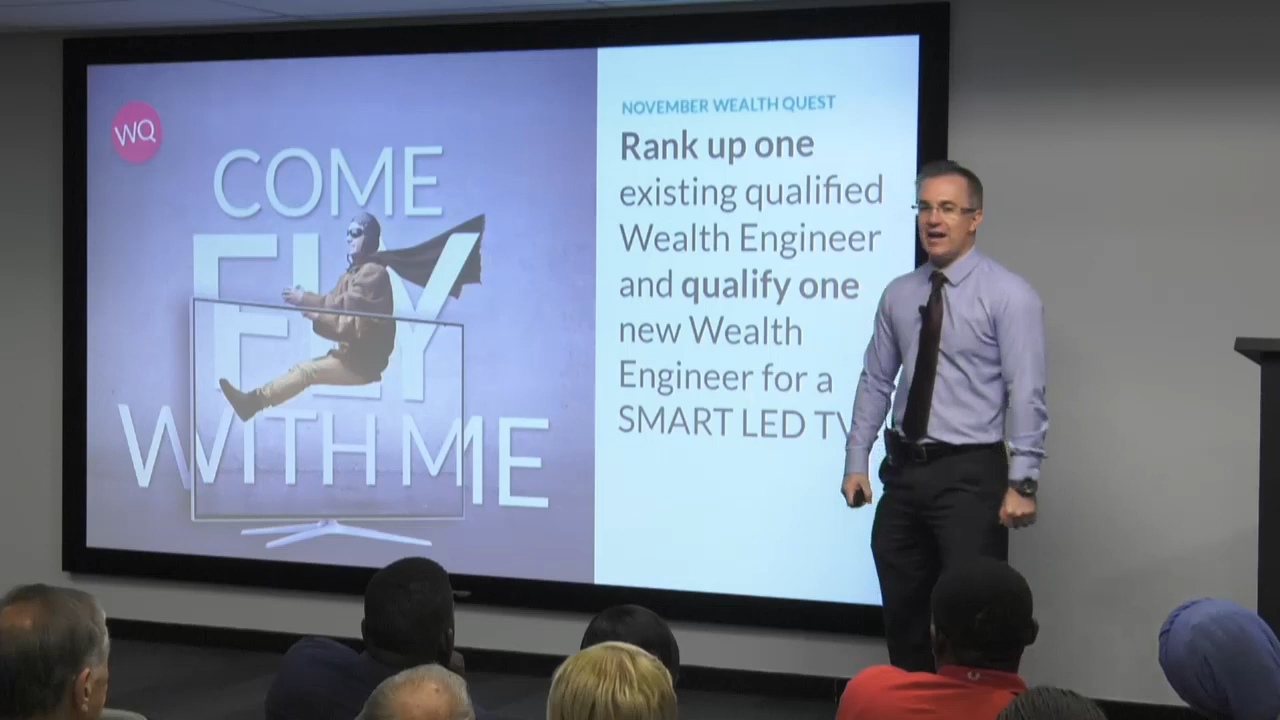 WQ
COME
FLY
WITH ME
NOVEMBER WEALTH QUEST
Rank up one
existing qualified
Wealth Engineer
and qualify one
new Wealth
Engineer for a
SMART LED TV